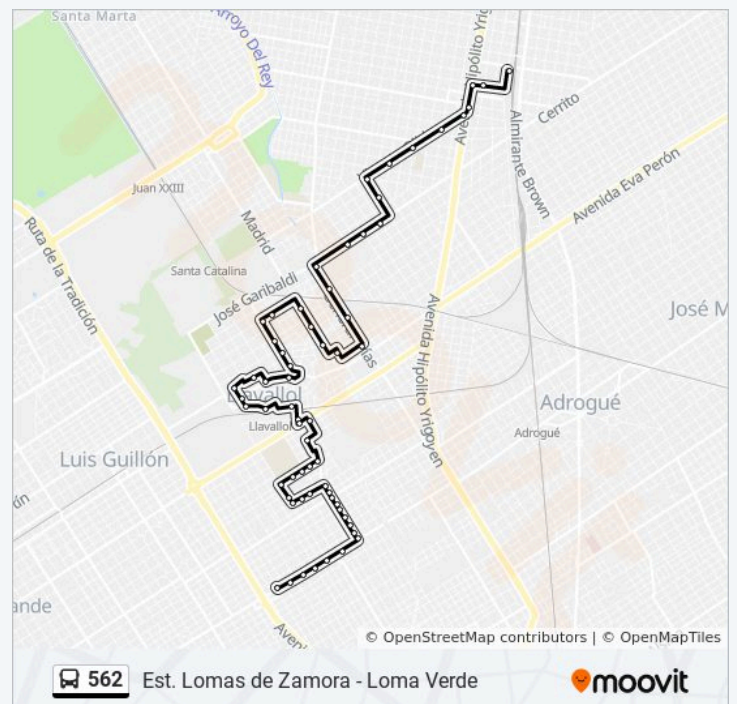 Santa Marta
Arroyo Del Rey
Avenida Hipólito Yrig
Cerrito
Almirante Brown
Avenida Eva Perón
Juan XXIII
Madrid
Ruta de la Tradición
Santa Catalina
José Garibaldi
José M
Avenida Hipólito Yrigoyen
Llavallol
Adrogué
Llavallol
Adrogué
Luis Guillón
ande
Aveni
© OpenStreetMap contributors | © OpenMapTiles
562 Est. Lomas de Zamora - Loma Verde
moovit